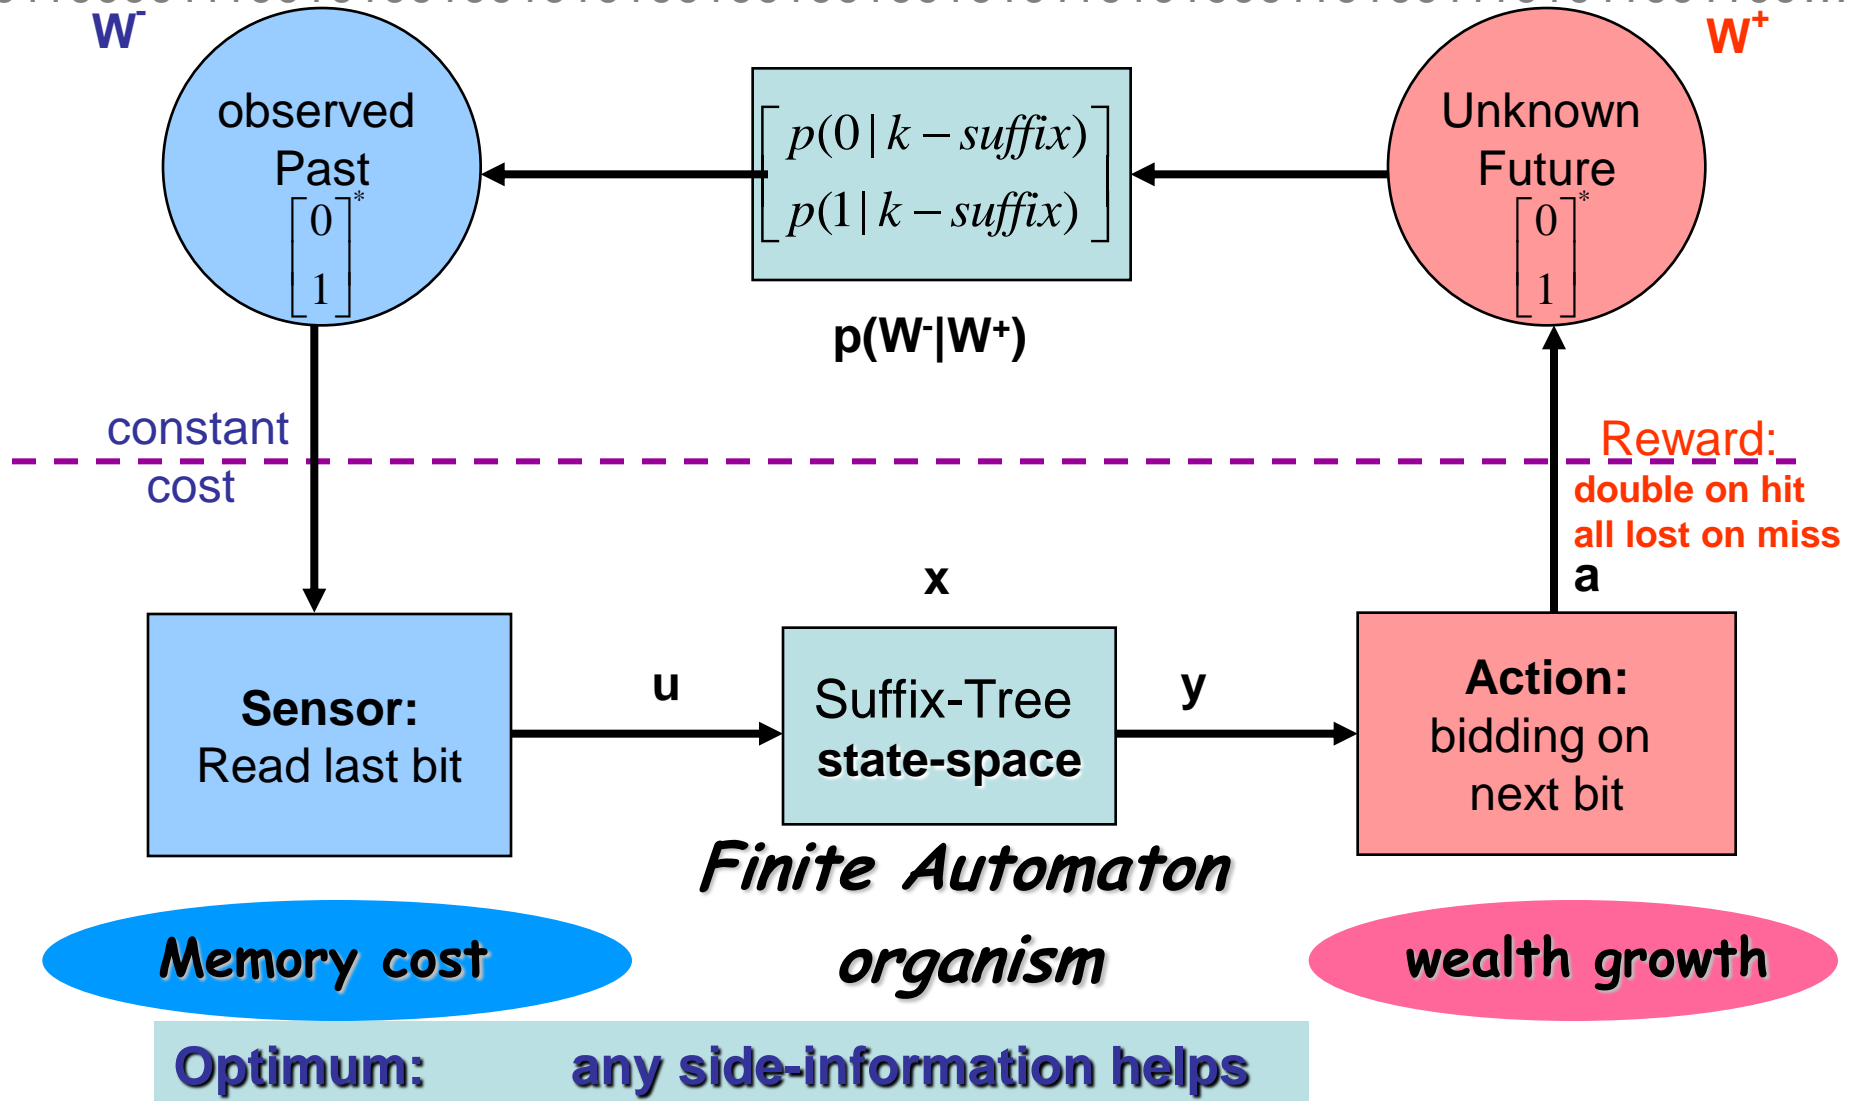 W-
W+
observed
Past
[0 1]*
p(0 | k − suffix)
p(1 | k − suffix)
Unknown
Future
[0 1]*
p(W-|W+)
constant
cost
Reward:
double on hit
all lost on miss
a
x
u
y
Sensor:
Read last bit
Suffix-Tree
state-space
Action:
bidding on
next bit
Finite Automaton
organism
Memory cost
wealth growth
Optimum: any side-information helps